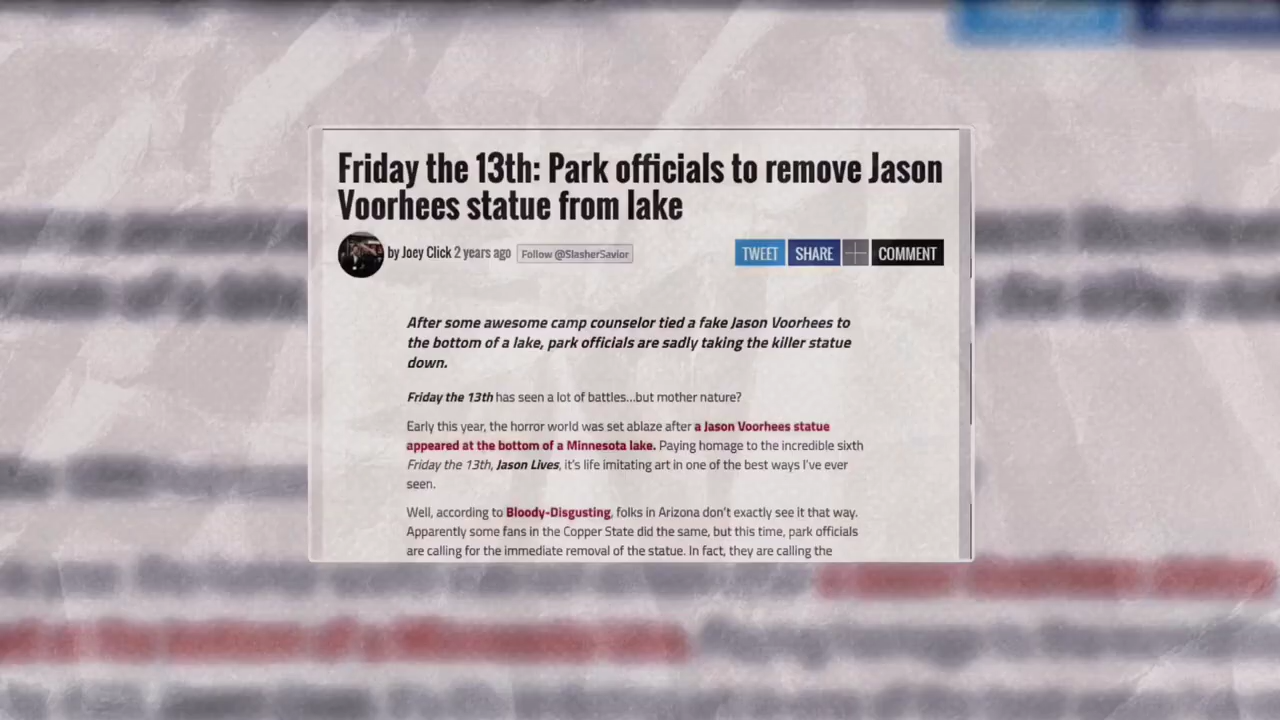 Friday the 13th: Park officials to remove Jason
Voorhees statue from lake
by Joey Click 2 years ago Follow @SlasherSavior TWEET SHARE COMMENT
After some awesome camp counselor tied a fake Jason Voorhees to
the bottom of a lake, park officials are sadly taking the killer statue
down.
Friday the 13th has seen a lot of battles…but mother nature?
Early this year, the horror world was set ablaze after a Jason Voorhees statue
appeared at the bottom of a Minnesota lake. Paying homage to the incredible sixth
Friday the 13th, Jason Lives, it's life imitating art in one of the best ways I've ever
seen.
Well, according to Bloody-Disgusting, folks in Arizona don't exactly see it that way.
Apparently some fans in the Copper State did the same, but this time, park officials
are calling for the immediate removal of the statue. In fact, they are calling the